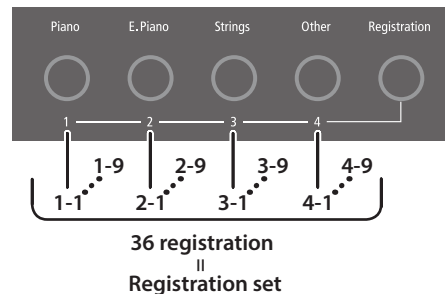 Piano E.Piano Strings Other Registration
1 2 3 4
1-9 2-9 3-9 4-9
1-1 2-1 3-1 4-1
36 registration
=
Registration set